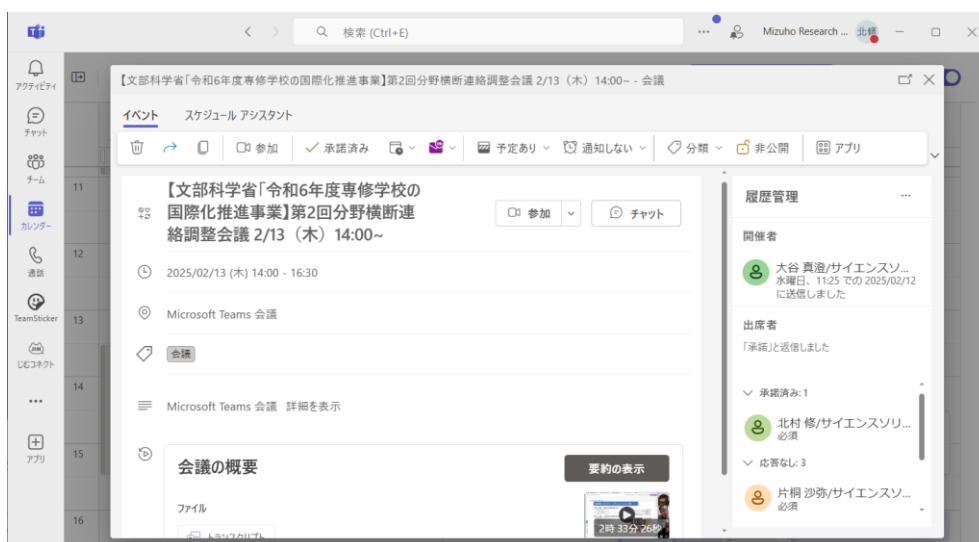 検索 (Ctrl+E)
Mizuho Research ...
北修
アクティビティ
チャット
チーム
カレンダー
通話
TeamSticker
じむコネクト
アプリ
【文部科学省「令和6年度専修学校の国際化推進事業】第2回分野横断連絡調整会議 2/13（木）14:00~ - 会議
イベント
スケジュール アシスタント
参加
承諾済み
予定あり
通知しない
分類
非公開
アプリ
11
12
13
14
15
16
【文部科学省「令和6年度専修学校の
国際化推進事業】第2回分野横断連
絡調整会議 2/13（木）14:00~
参加
チャット
2025/02/13 (木) 14:00 - 16:30
Microsoft Teams 会議
会議
Microsoft Teams 会議 詳細を表示
会議の概要
要約の表示
ファイル
トランスクリプト
2時 33分 26秒
履歴管理
開催者
大谷 真澄/サイエンスソ...
水曜日、11:25 での 2025/02/12
に送信しました
出席者
「承諾」と返信しました
承諾済み: 1
北村 修/サイエンスソリ...
必須
応答なし: 3
片桐 沙弥/サイエンスソ...
必須